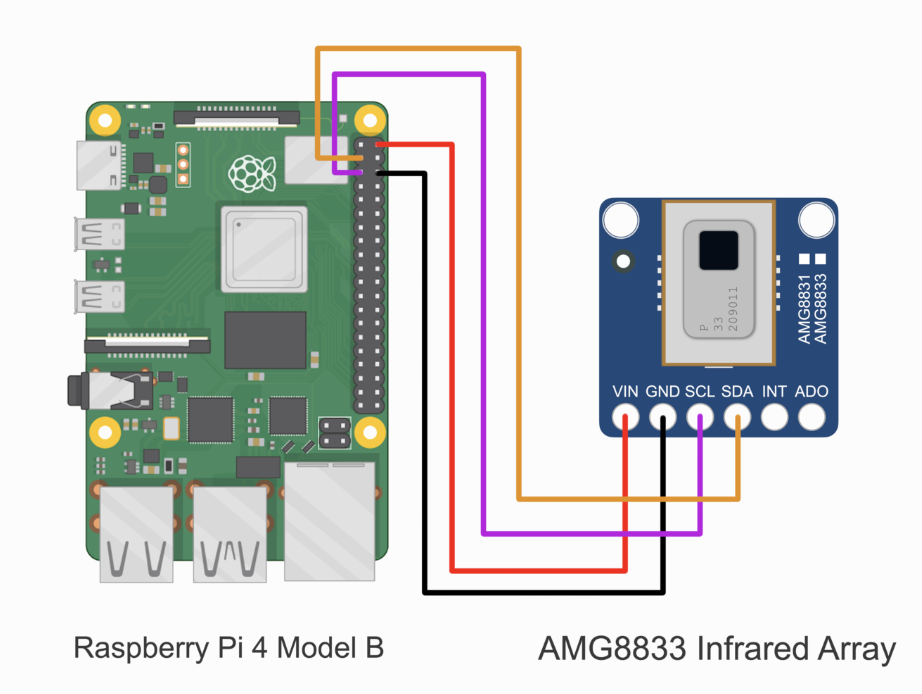 P
33
209011
AMG8831
AMG8833
VIN GND SCL SDA INT ADO
Raspberry Pi 4 Model B
AMG8833 Infrared Array